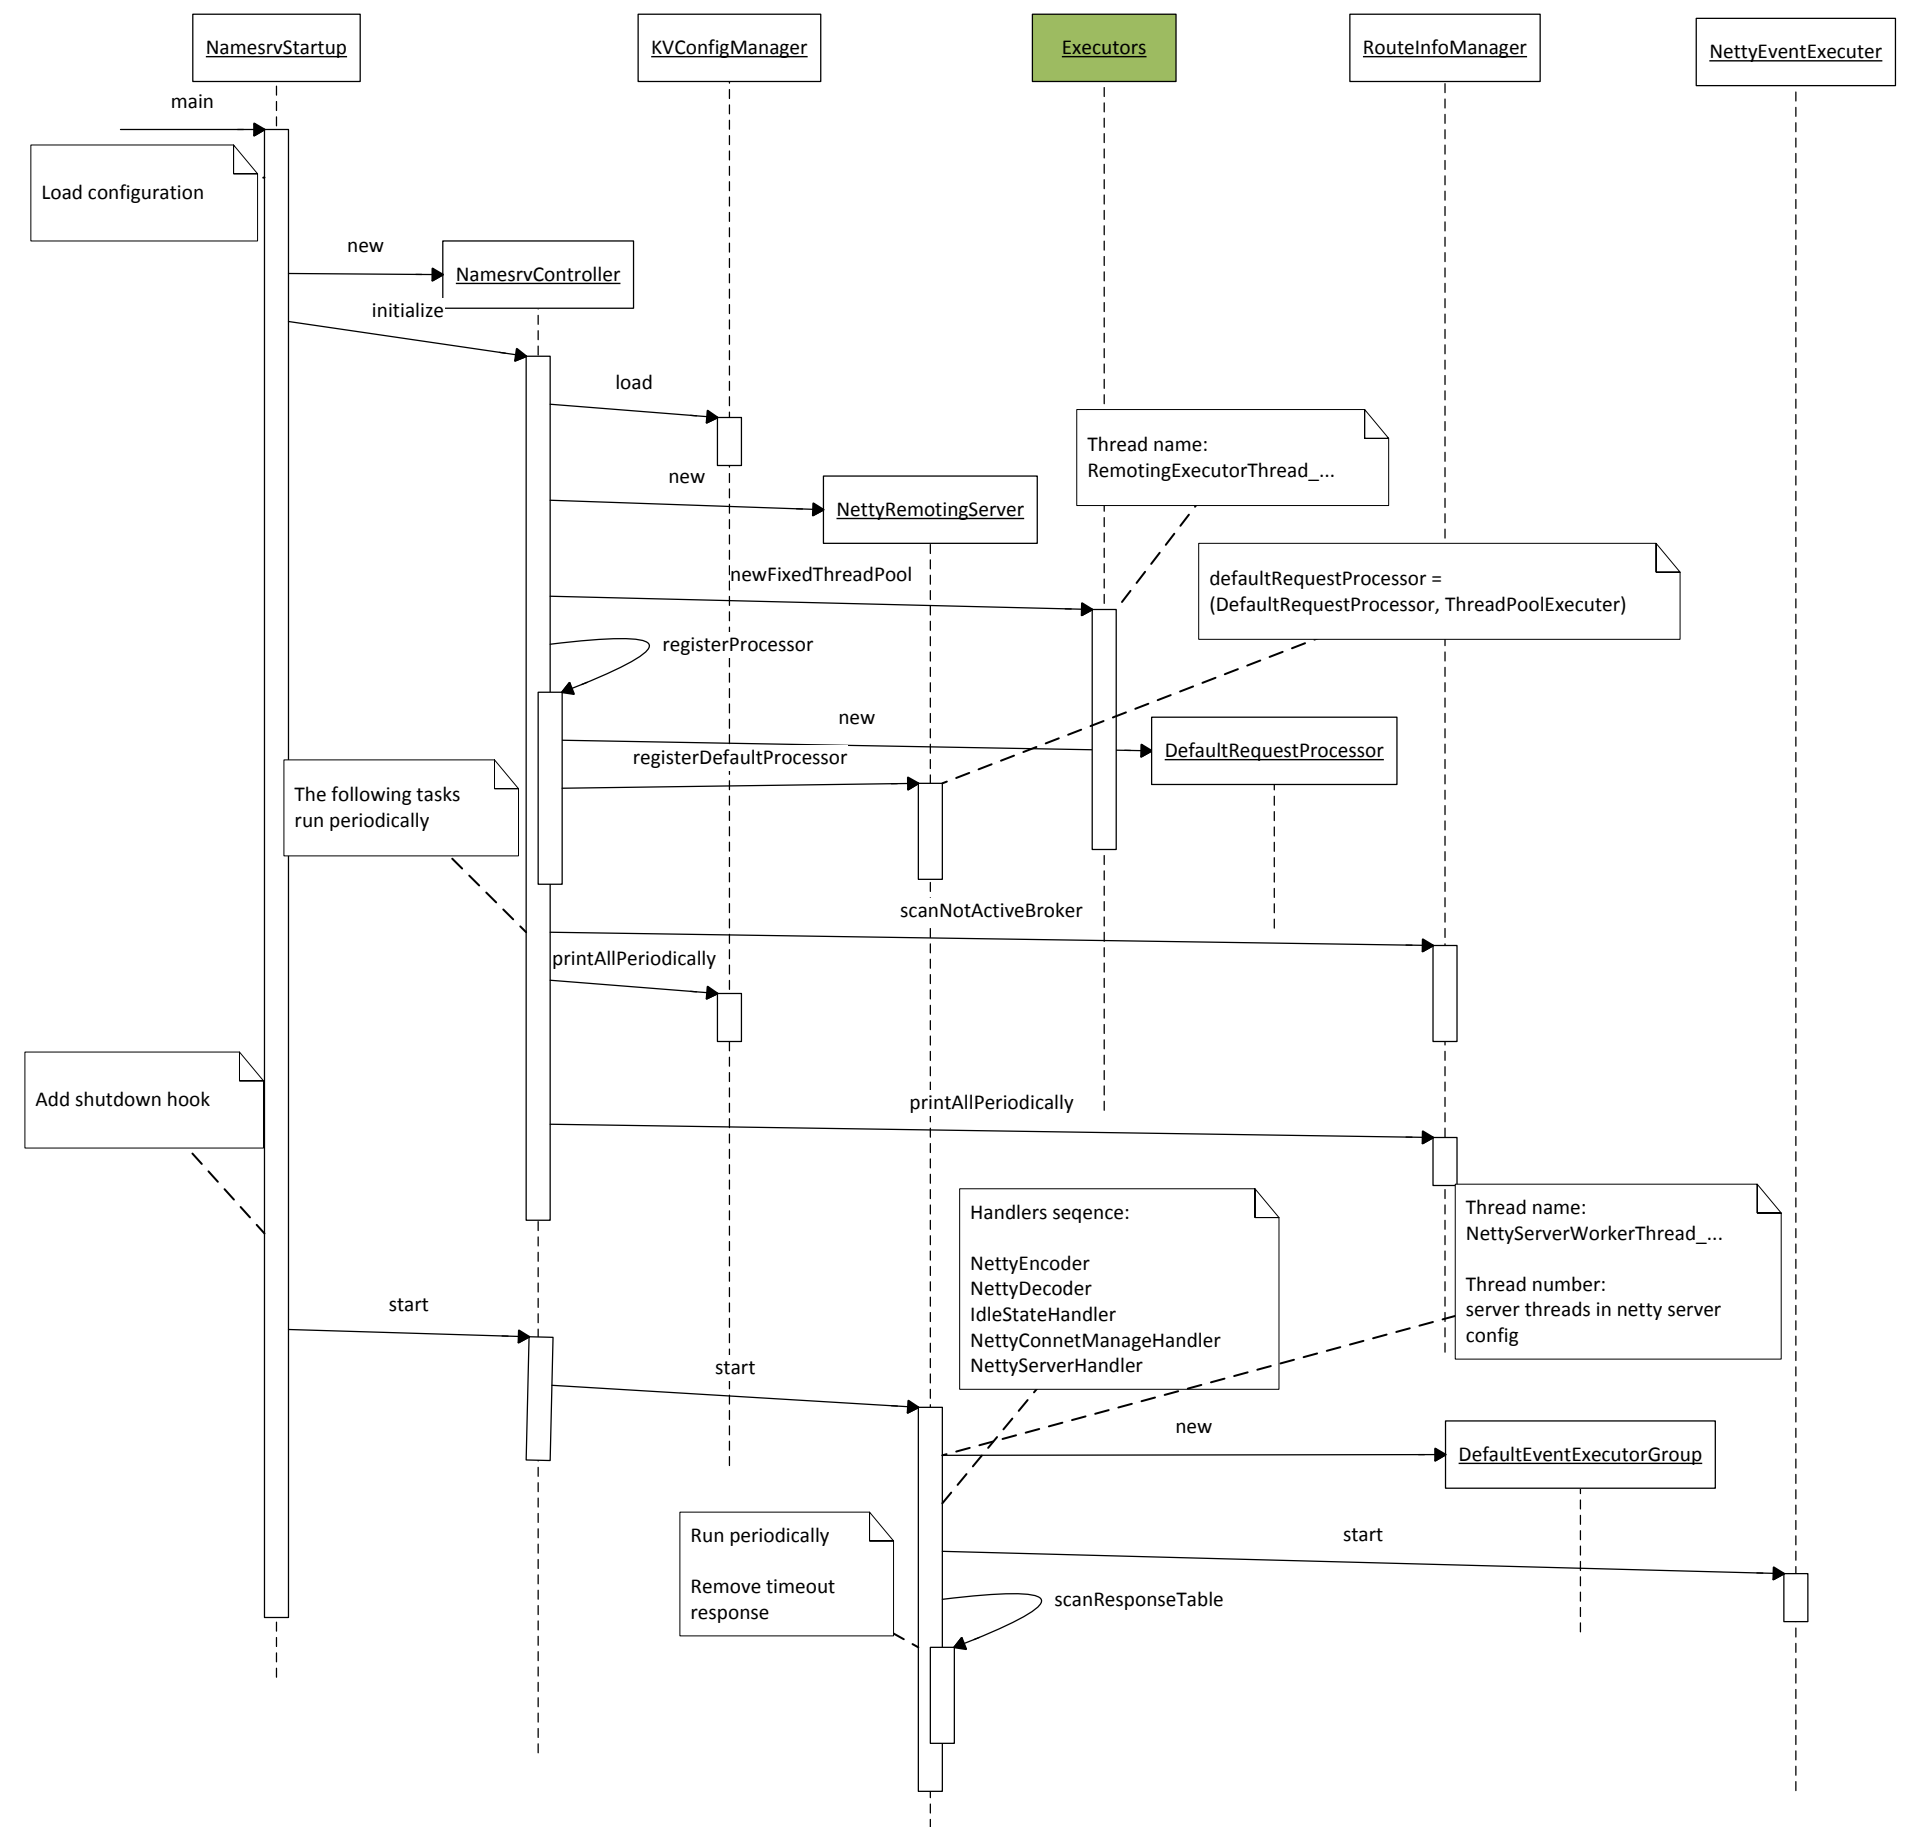 NamesrvStartup
KVConfigManager
Executors
RouteInfoManager
NettyEventExecuter
main
Load configuration
new
NamesrvController
initialize
load
Thread name:
RemotingExecutorThread_...
new
NettyRemotingServer
newFixedThreadPool
defaultRequestProcessor =
(DefaultRequestProcessor, ThreadPoolExecuter)
registerProcessor
new
DefaultRequestProcessor
registerDefaultProcessor
The following tasks
run periodically
scanNotActiveBroker
printAllPeriodically
Add shutdown hook
printAllPeriodically
Handlers seqence:
NettyEncoder
NettyDecoder
IdleStateHandler
NettyConnetManageHandler
NettyServerHandler
Thread name:
NettyServerWorkerThread_...
Thread number:
server threads in netty server
config
start
start
new
DefaultEventExecutorGroup
Run periodically
Remove timeout
response
start
scanResponseTable